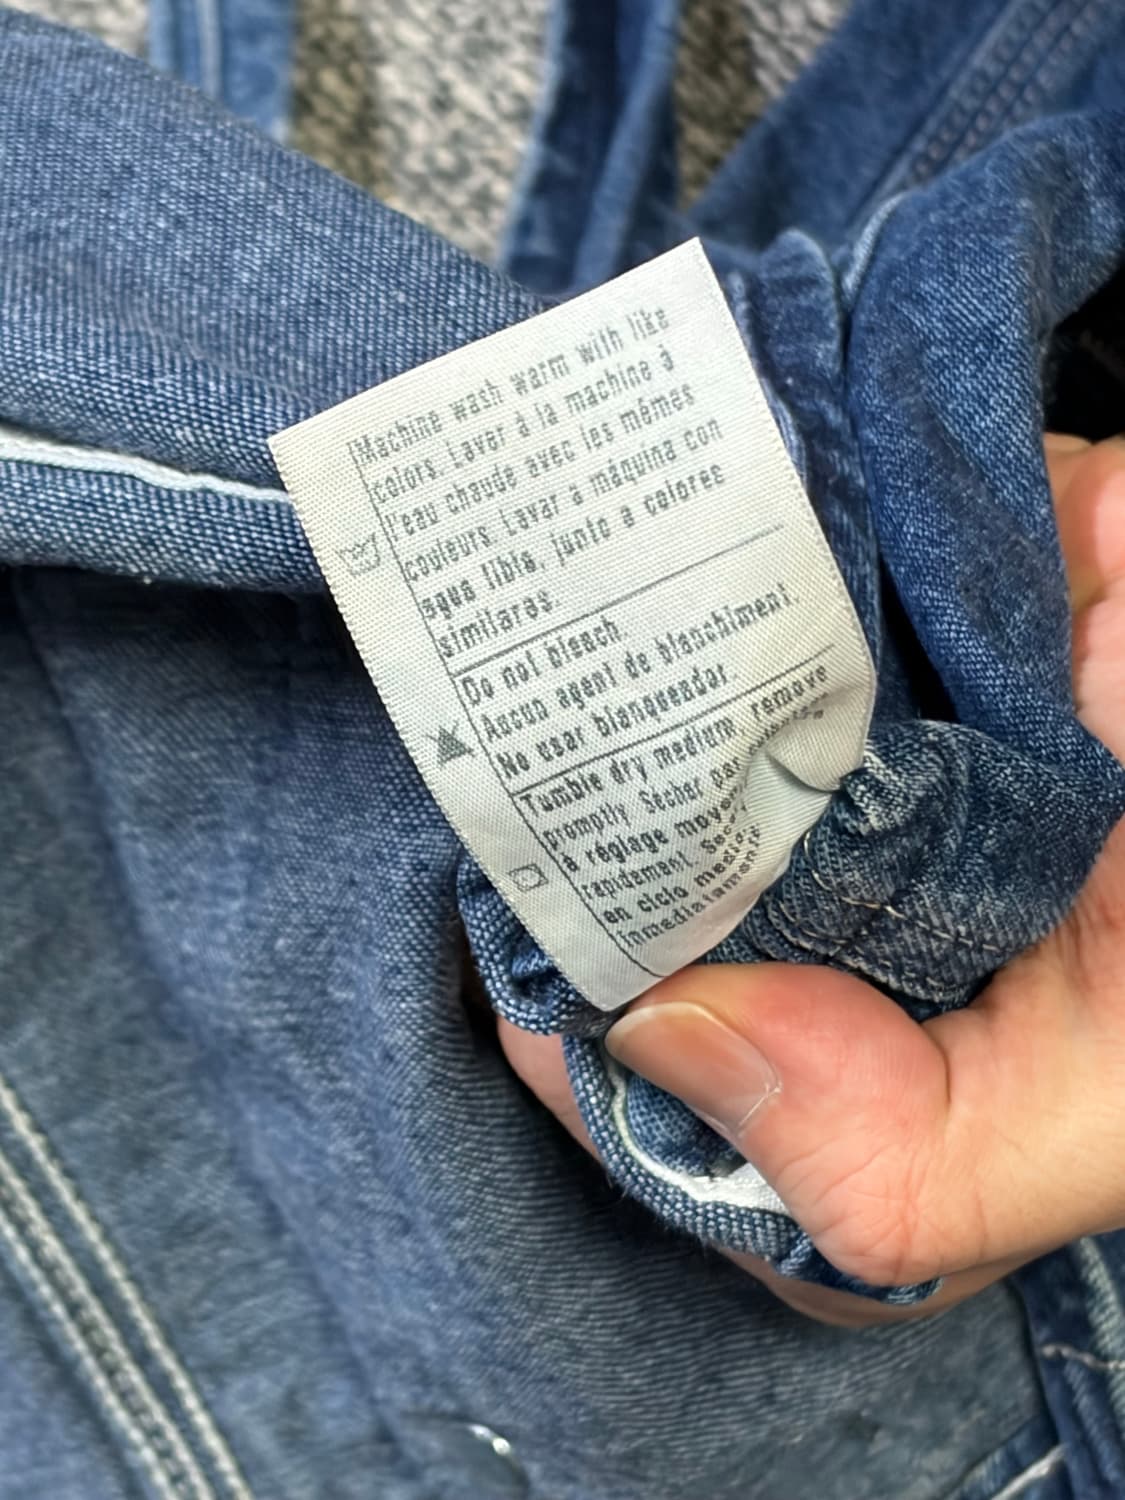 Machine wash warm with like
colors. Laver à la machine à
l'eau chaude avec les mêmes
couleurs. Lavar a máquina con
agua tibia, junto a colores
similares.
Do not bleach.
Aucun agent de blanchiment.
No usar blanqueador.
Tumble dry medium, remove
promptly. Sécher par
à réglage
rapidement.
en ciclo medio,
inmediatamente